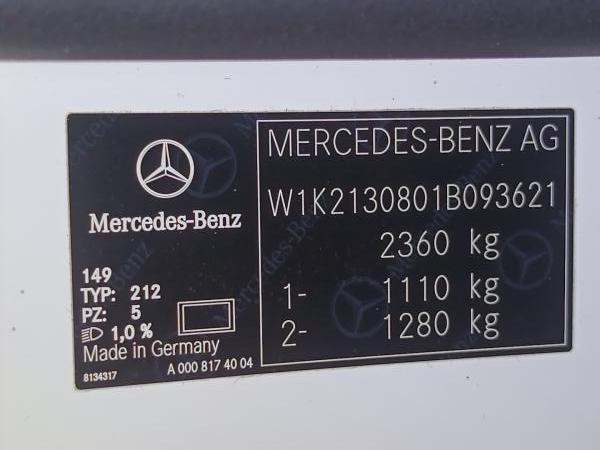 Mercedes-Benz
149
TYP: 212
PZ: 5
1,0 %
Made in Germany
8134317
A 000 817 40 04
MERCEDES-BENZ AG
W1K2130801B093621
2360 kg
1- 1110 kg
2- 1280 kg